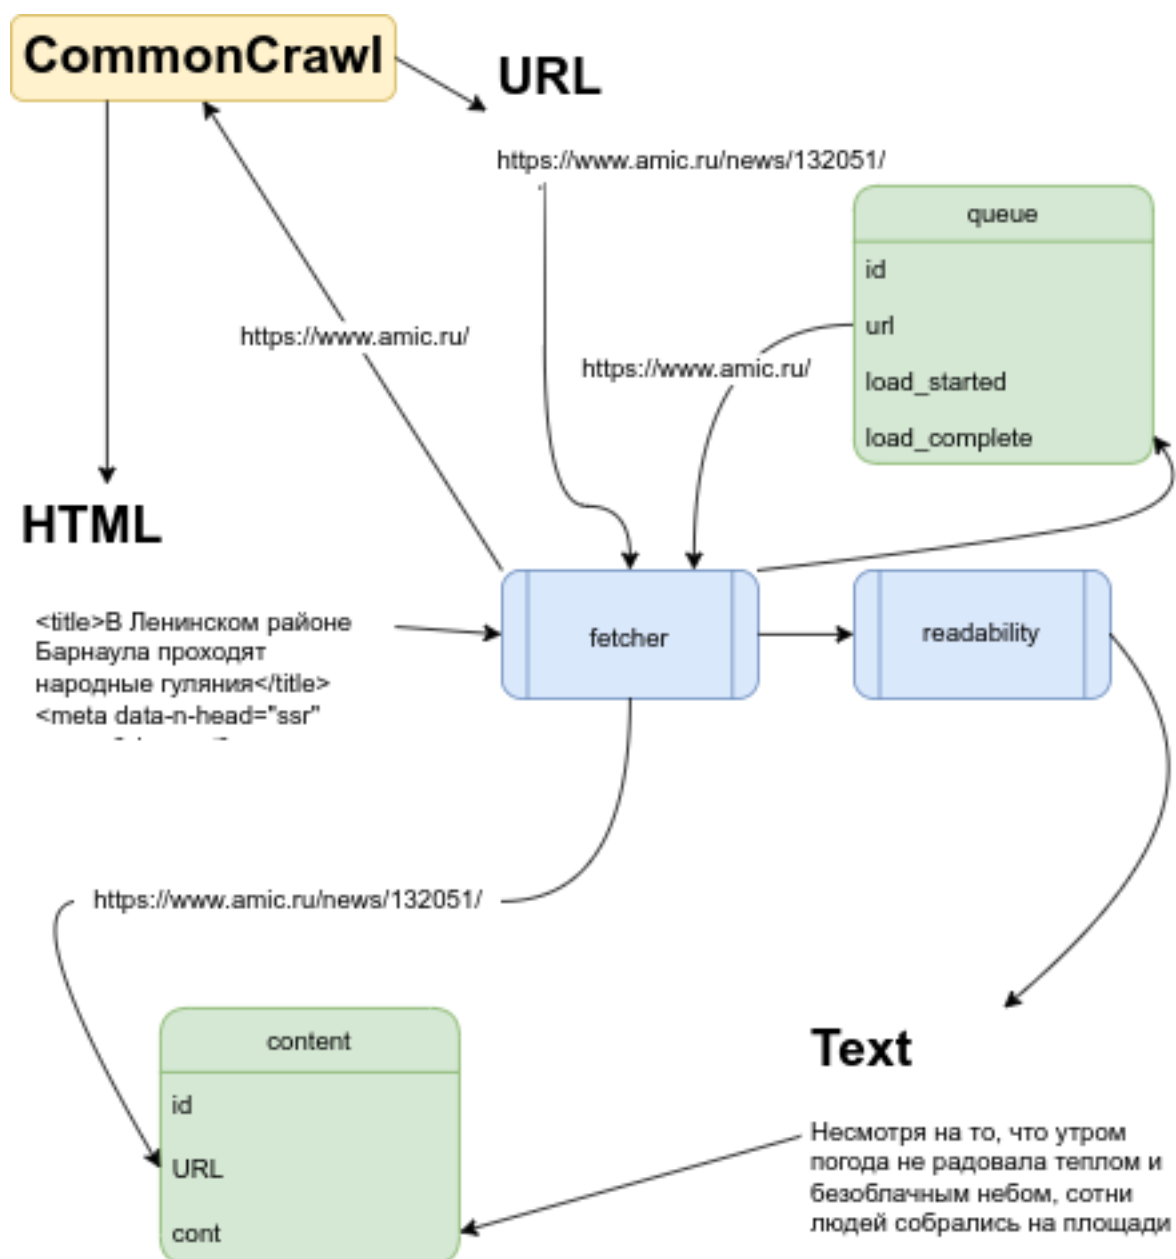 CommonCrawl
URL
https://www.amic.ru/news/132051/
queue
id
url
load_started
load_complete
https://www.amic.ru/
https://www.amic.ru/
HTML
<title>В Ленинском районе
Барнаула проходят
народные гуляния</title>
<meta data-n-head="ssr"
fetcher
readability
https://www.amic.ru/news/132051/
content
id
URL
cont
Text
Несмотря на то, что утром
погода не радовала теплом и
безоблачным небом, сотни
людей собрались на площади